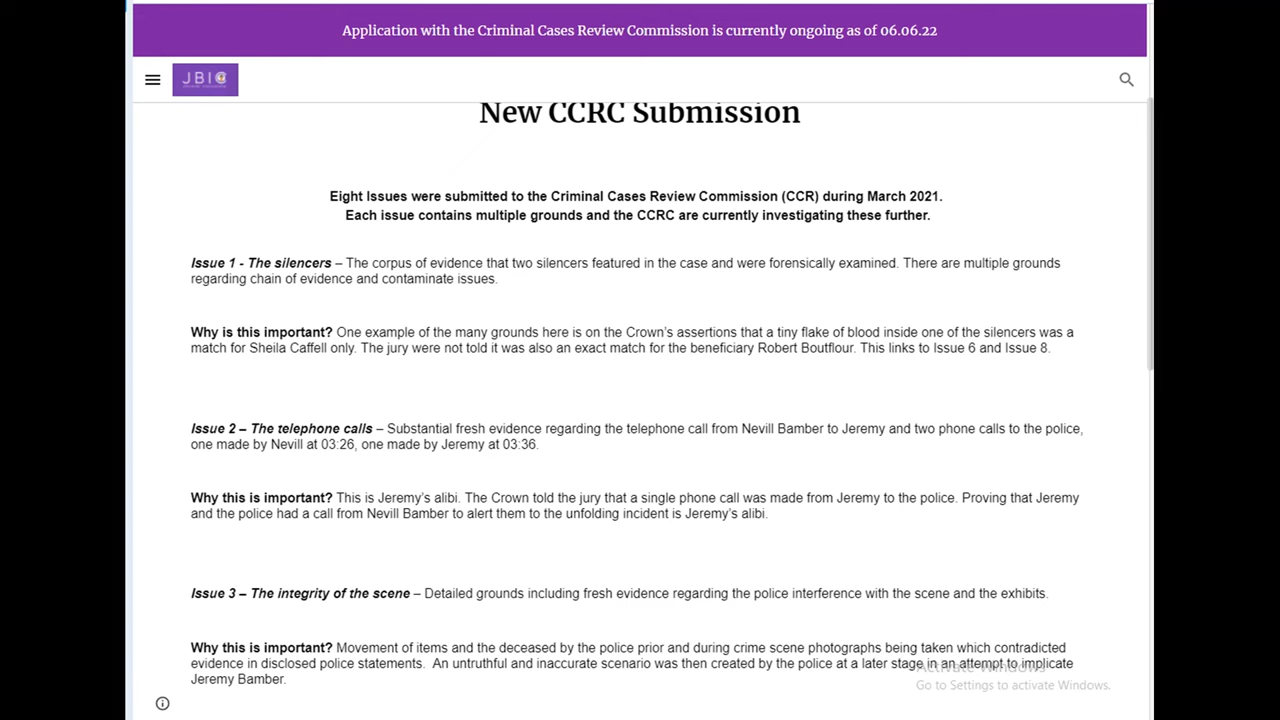 Application with the Criminal Cases Review Commission is currently ongoing as of 06.06.22
JBIC
New CCRC Submission
Eight Issues were submitted to the Criminal Cases Review Commission (CCR) during March 2021.
Each issue contains multiple grounds and the CCRC are currently investigating these further.
Issue 1 - The silencers – The corpus of evidence that two silencers featured in the case and were forensically examined. There are multiple grounds
regarding chain of evidence and contaminate issues.
Why is this important? One example of the many grounds here is on the Crown's assertions that a tiny flake of blood inside one of the silencers was a
match for Sheila Caffell only. The jury were not told it was also an exact match for the beneficiary Robert Boutflour. This links to Issue 6 and Issue 8.
Issue 2 – The telephone calls – Substantial fresh evidence regarding the telephone call from Nevill Bamber to Jeremy and two phone calls to the police,
one made by Nevill at 03:26, one made by Jeremy at 03:36.
Why this is important? This is Jeremy's alibi. The Crown told the jury that a single phone call was made from Jeremy to the police. Proving that Jeremy
and the police had a call from Nevill Bamber to alert them to the unfolding incident is Jeremy's alibi.
Issue 3 – The integrity of the scene – Detailed grounds including fresh evidence regarding the police interference with the scene and the exhibits.
Why this is important? Movement of items and the deceased by the police prior and during crime scene photographs being taken which contradicted
evidence in disclosed police statements. An untruthful and inaccurate scenario was then created by the police at a later stage in an attempt to implicate
Jeremy Bamber.
Activate Windows
Go to Settings to activate Windows.